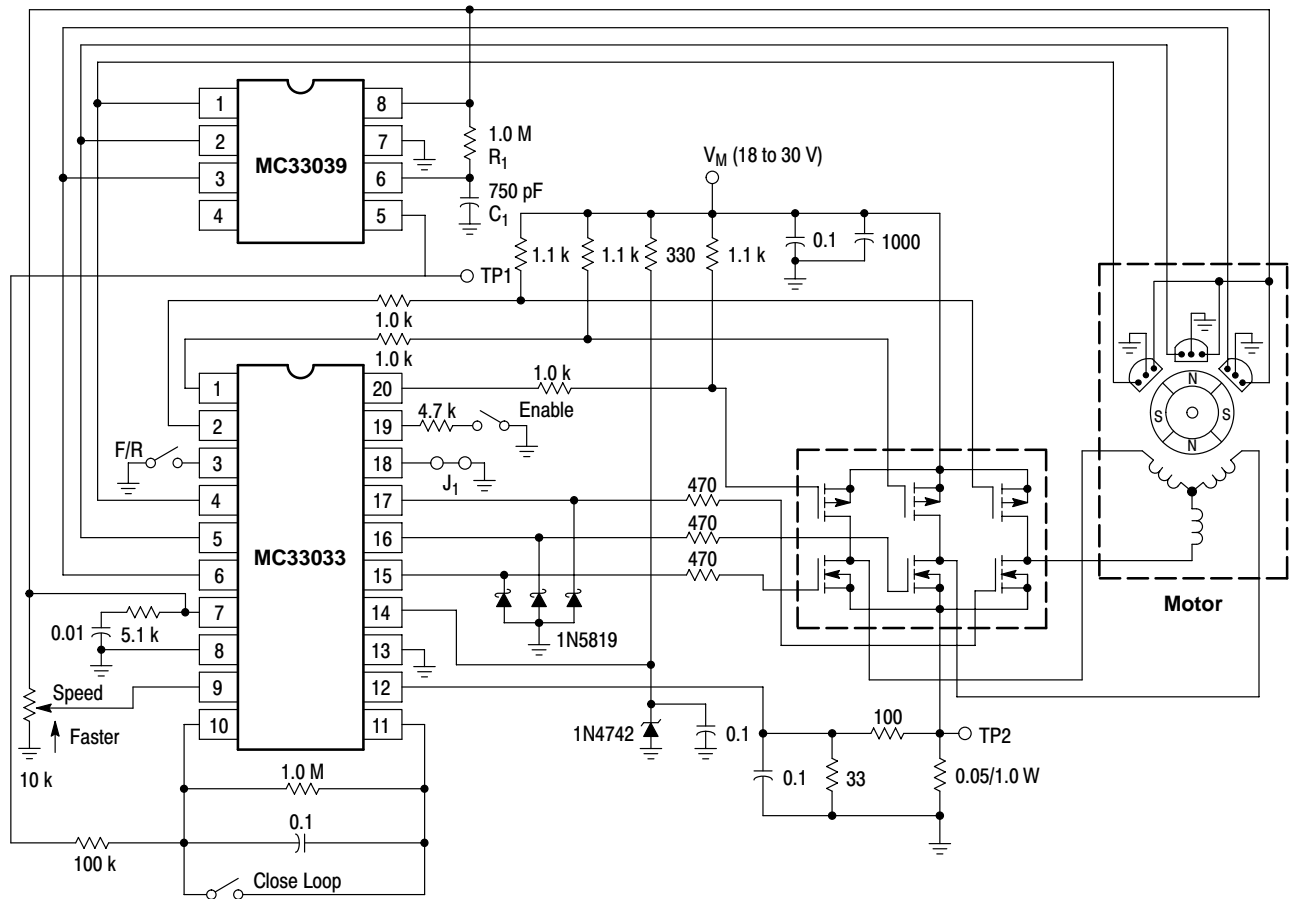 1
2
3
4
MC33039
8
7
6
5
1.0 M
R1
750 pF
C1
VM (18 to 30 V)
TP1
1.1 k
1.1 k
330
1.1 k
0.1
1000
1.0 k
1.0 k
1.0 k
Enable
4.7 k
F/R
J1
1
2
3
4
5
6
7
8
9
10
MC33033
20
19
18
17
16
15
14
13
12
11
470
470
470
1N5819
N
S
S
N
Motor
0.01
5.1 k
Speed
Faster
10 k
1N4742
0.1
100
TP2
0.1
33
0.05/1.0 W
1.0 M
0.1
100 k
Close Loop